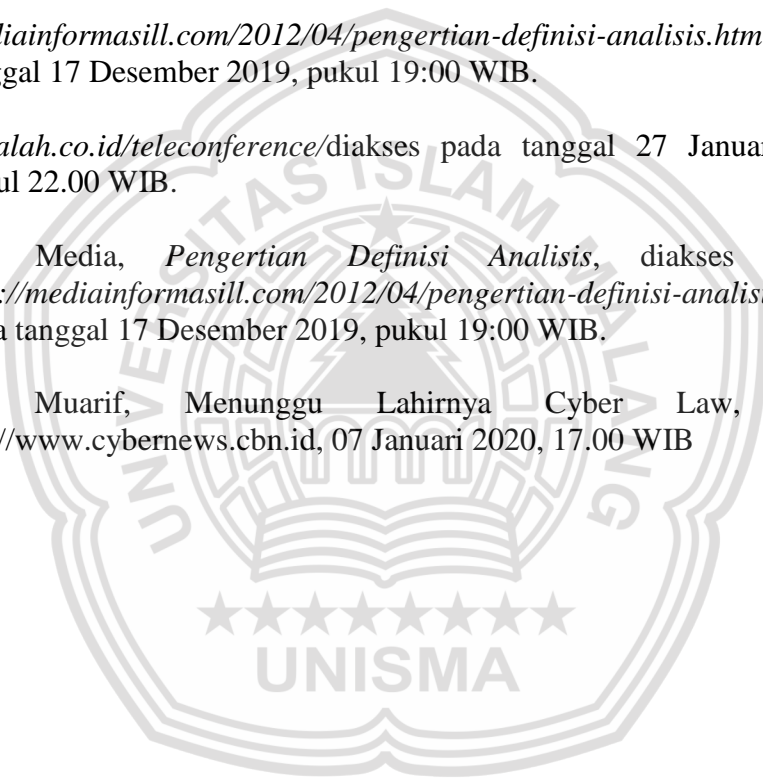 diainformasill.com/2012/04/pengertian-definisi-analisis.htm
ggal 17 Desember 2019, pukul 19:00 WIB.
alah.co.id/teleconference/diakses pada tanggal 27 Januar
ul 22.00 WIB.
Media, Pengertian Definisi Analisis, diakses
://mediainformasill.com/2012/04/pengertian-definisi-analisi
a tanggal 17 Desember 2019, pukul 19:00 WIB.
Muarif, Menunggu Lahirnya Cyber Law,
//www.cybernews.cbn.id, 07 Januari 2020, 17.00 WIB
UNIVERSITAS ISLAM MALANG
UNISMA